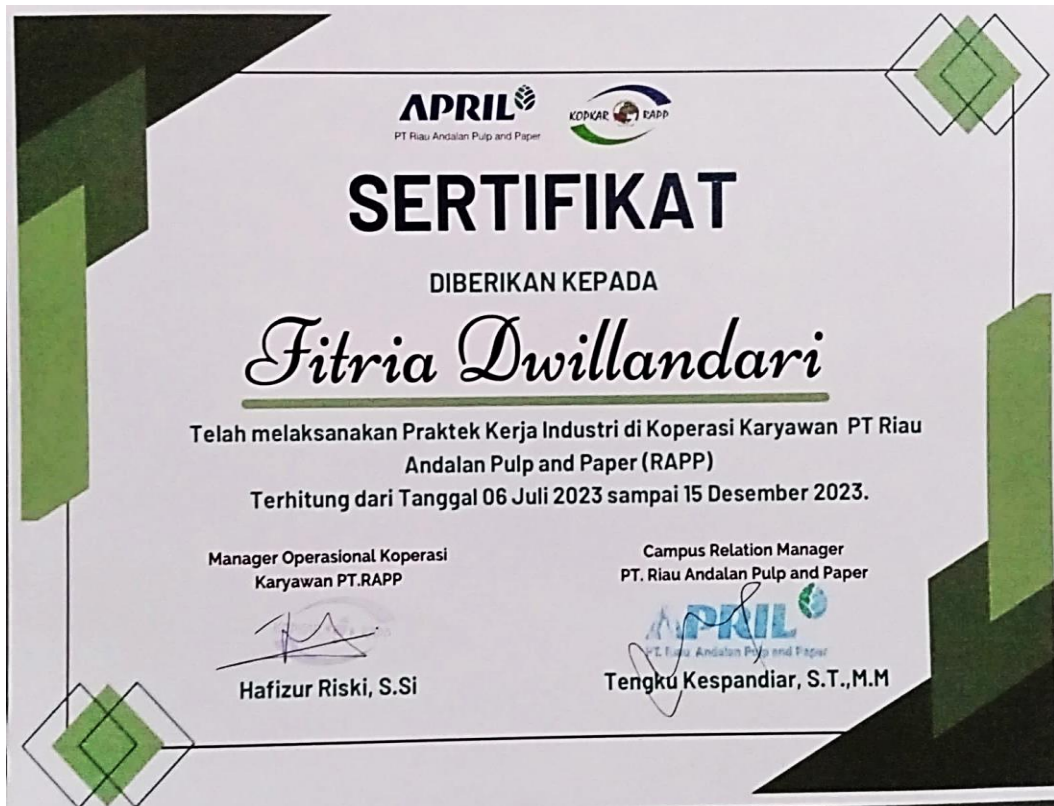 APRIL
PT Riau Andalan Pulp and Paper
KOPKAR RAPP
SERTIFIKAT
DIBERIKAN KEPADA
Fitria Dwillandari
Telah melaksanakan Praktek Kerja Industri di Koperasi Karyawan PT Riau
Andalan Pulp and Paper (RAPP)
Terhitung dari Tanggal 06 Juli 2023 sampai 15 Desember 2023.
Manager Operasional Koperasi
Karyawan PT.RAPP
Hafizur Riski, S.Si
Campus Relation Manager
PT. Riau Andalan Pulp and Paper
APRIL
PT. Riau Andalan Pulp and Paper
Tengku Kespandiar, S.T.,M.M